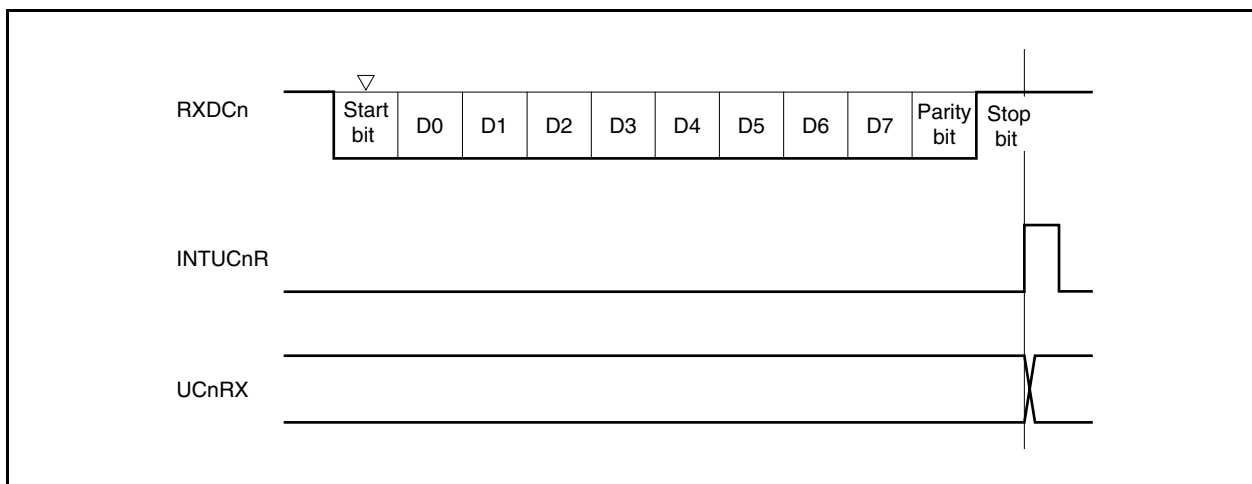 RXDCn
Start
bit
D0
D1
D2
D3
D4
D5
D6
D7
Parity
bit
Stop
bit
INTUCnR
UCnRX